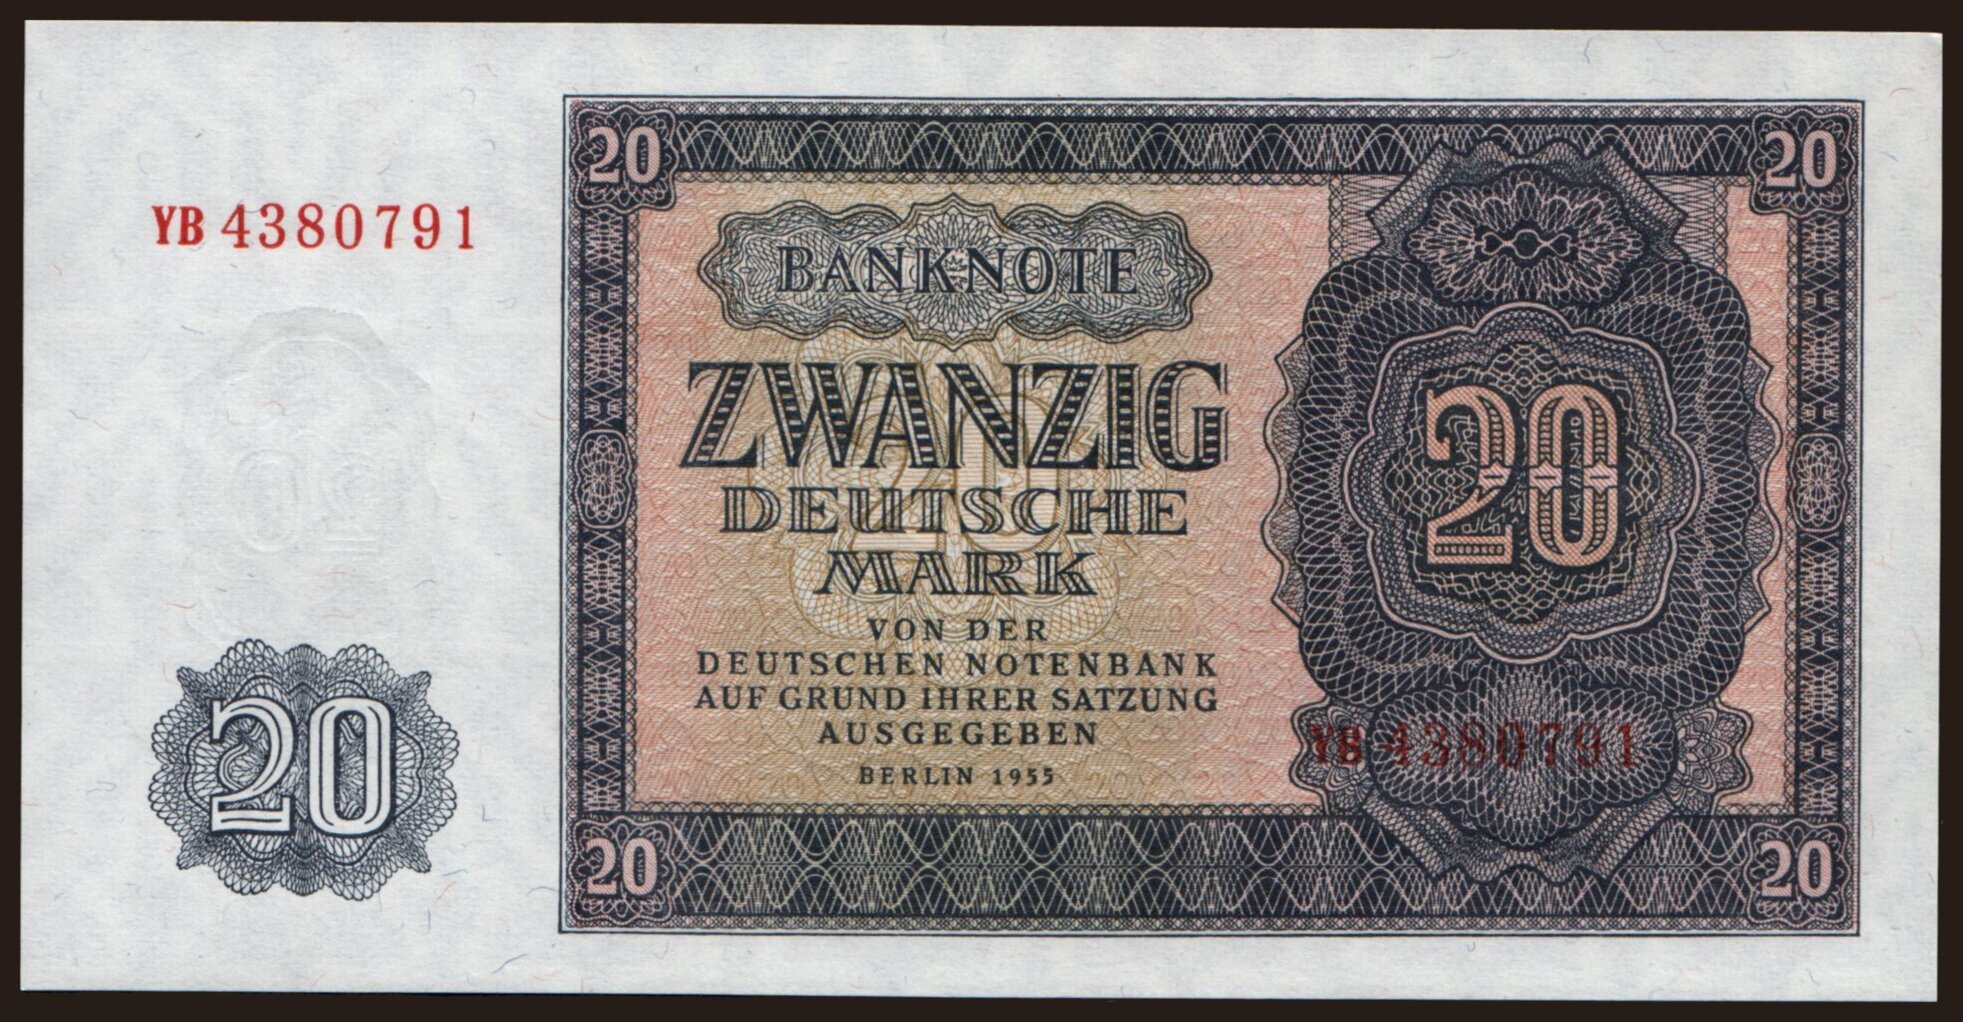 20
20
YB 4380791
BANKNOTE
ZWANZIG
DEUTSCHE
MARK
20
VON DER
DEUTSCHEN NOTENBANK
AUF GRUND IHRER SATZUNG
AUSGEGEBEN
BERLIN 1955
YB 4380791
20
20
20
20